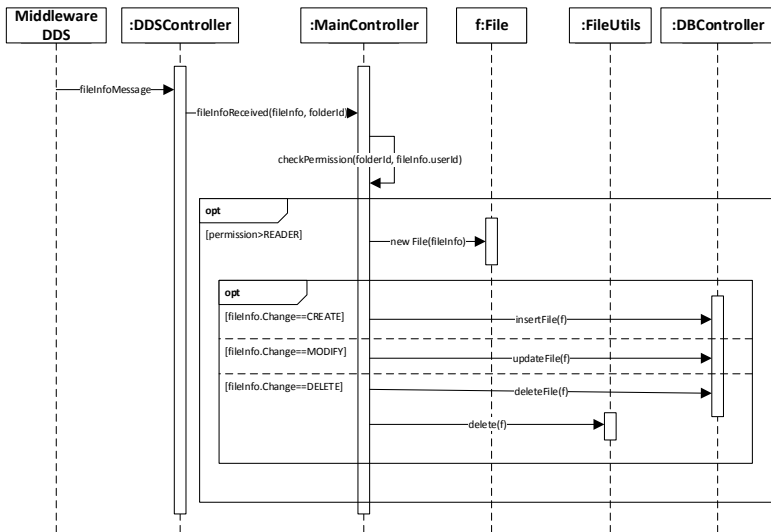 Middleware
DDS
:DDSController
:MainController
f:File
:FileUtils
:DBController
fileInfoMessage
fileInfoReceived(fileInfo, folderId)
checkPermission(folderId, fileInfo.userId)
opt
[permission>READER]
new File(fileInfo)
opt
[fileInfo.Change==CREATE]
insertFile(f)
[fileInfo.Change==MODIFY]
updateFile(f)
[fileInfo.Change==DELETE]
deleteFile(f)
delete(f)